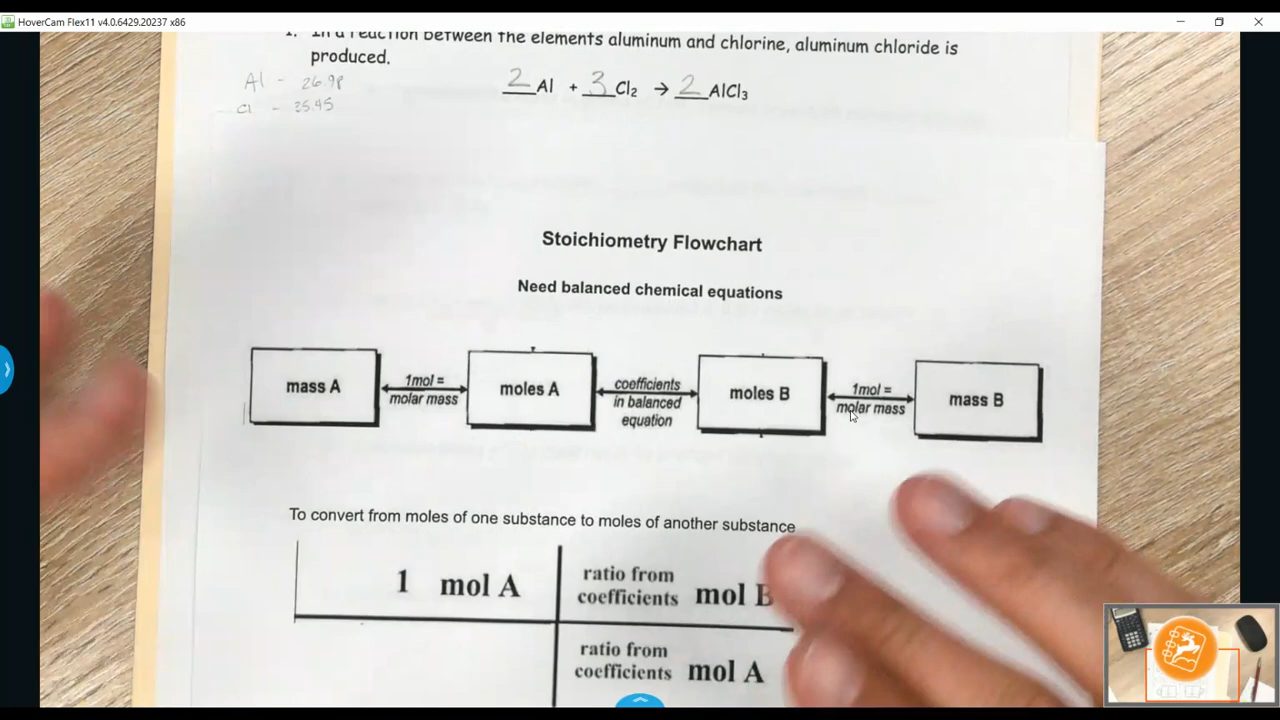 HoverCam Flex11 v4.0.6429.20237 x86
1. In a reaction between the elements aluminum and chlorine, aluminum chloride is
produced.
Al - 26.98
Cl - 35.45
2 Al + 3 Cl₂ → 2 AlCl₃
Stoichiometry Flowchart
Need balanced chemical equations
mass A
1mol =
molar mass
moles A
coefficients
in balanced
equation
moles B
1mol =
molar mass
mass B
To convert from moles of one substance to moles of another substance
1 mol A
ratio from
coefficients mol B
ratio from
coefficients mol A